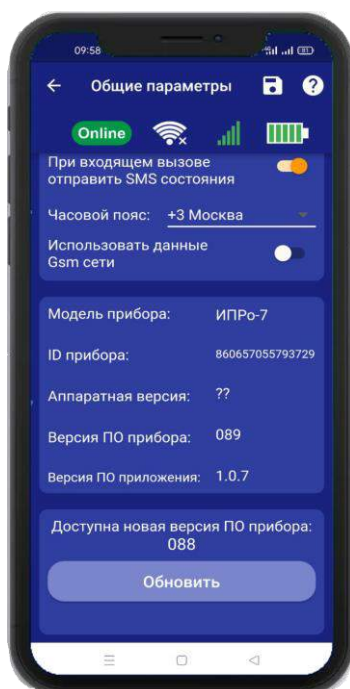 09:58
Общие параметры
Online
При входящем вызове
отправить SMS состояния
Часовой пояс: +3 Москва
Использовать данные
Gsm сети
Модель прибора: ИПРо-7
ID прибора: 860657055793729
Аппаратная версия: ??
Версия ПО прибора: 089
Версия ПО приложения: 1.0.7
Доступна новая версия ПО прибора:
088
Обновить